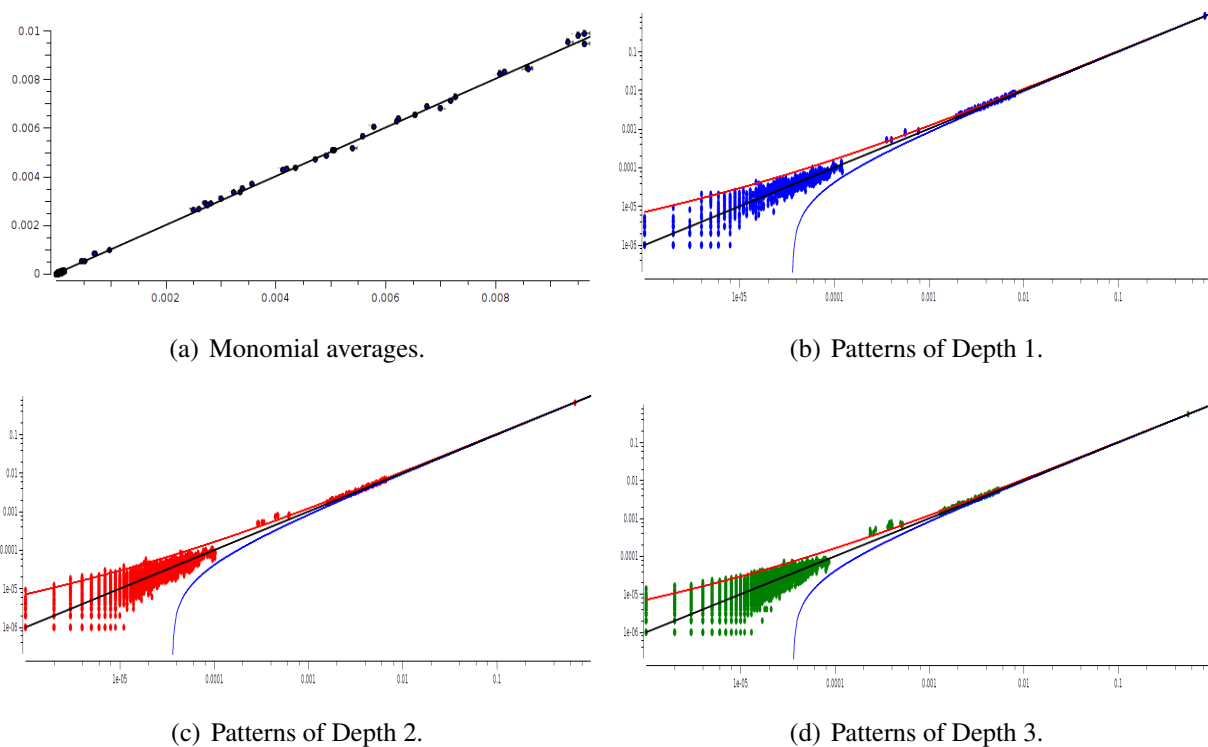 0.01
0.008
0.006
0.004
0.002
0
0.002 0.004 0.006 0.008
(a) Monomial averages.
0.1
0.01
0.001
0.0001
1e-05
1e-06
1e-05 0.0001 0.001 0.01 0.1
(b) Patterns of Depth 1.
0.1
0.01
0.001
0.0001
1e-05
1e-06
1e-05 0.0001 0.001 0.01 0.1
(c) Patterns of Depth 2.
0.1
0.01
0.001
0.0001
1e-05
1e-06
1e-05 0.0001 0.001 0.01 0.1
(d) Patterns of Depth 3.